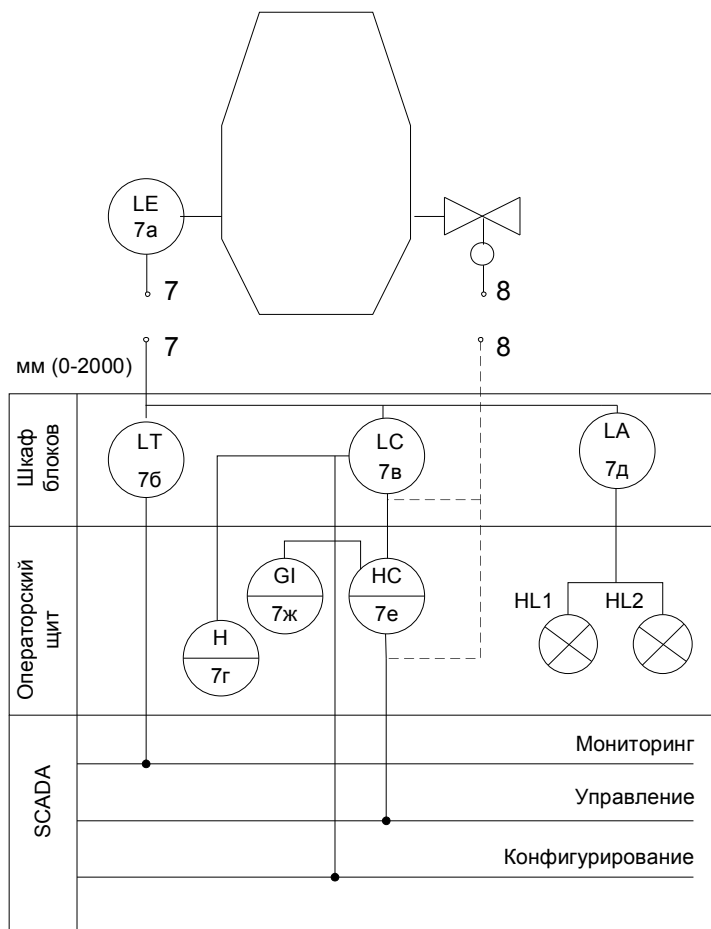 LE
7а
7
8
7
8
мм (0-2000)
Шкаф
блоков
LT
7б
LC
7в
LA
7д
Операторский
щит
GI
7ж
HC
7е
H
7г
HL1
HL2
SCADA
Мониторинг
Управление
Конфигурирование